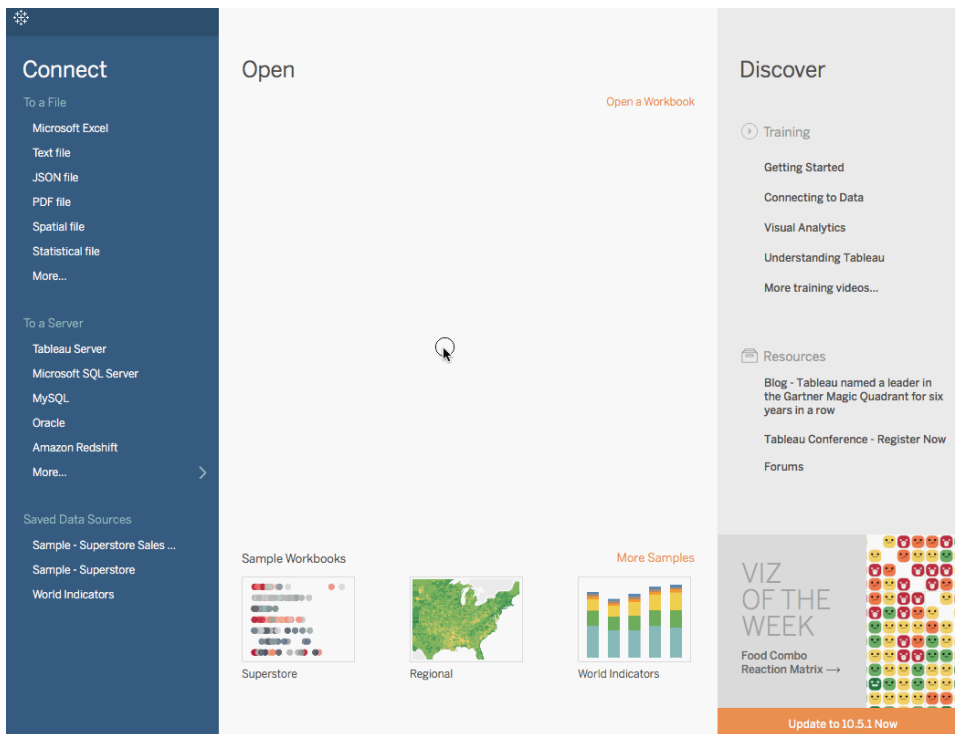 Connect
To a File
Microsoft Excel
Text file
JSON file
PDF file
Spatial file
Statistical file
More...
To a Server
Tableau Server
Microsoft SQL Server
MySQL
Oracle
Amazon Redshift
More...
Saved Data Sources
Sample - Superstore Sales ...
Sample - Superstore
World Indicators
Open
Open a Workbook
Sample Workbooks
More Samples
Superstore
Regional
World Indicators
Discover
Training
Getting Started
Connecting to Data
Visual Analytics
Understanding Tableau
More training videos...
Resources
Blog - Tableau named a leader in
the Gartner Magic Quadrant for six
years in a row
Tableau Conference - Register Now
Forums
VIZ
OF THE
WEEK
Food Combo
Reaction Matrix →
Update to 10.5.1 Now